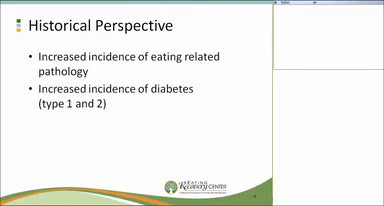 Historical Perspective
• Increased incidence of eating related
pathology
• Increased incidence of diabetes
(type 1 and 2)
EATING
Recovery CENTER